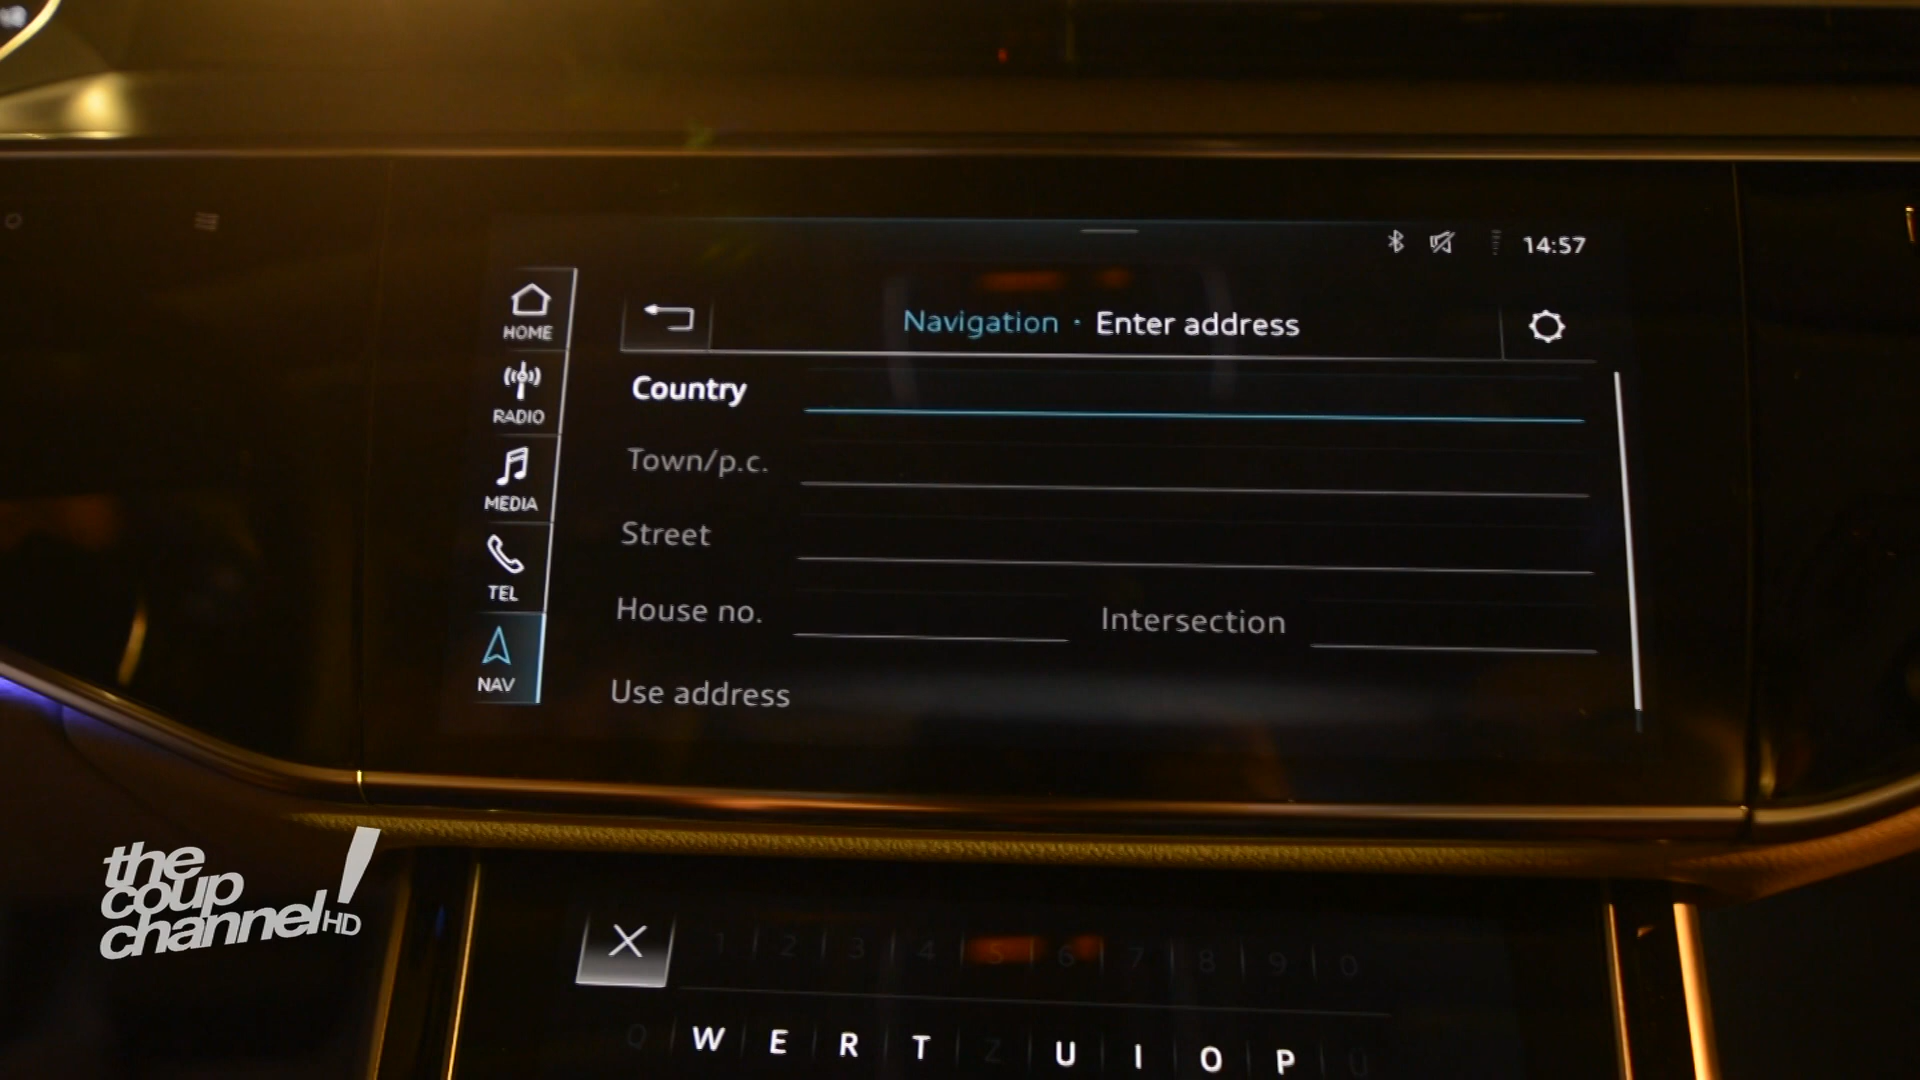 14:57
HOME
RADIO
MEDIA
TEL
NAV
Navigation · Enter address
Country
Town/p.c.
Street
House no. Intersection
Use address
the
coup
channel! HD
X 1 2 3 4 5 6 7 8 9 0
Q W E R T Z U I O P Ü